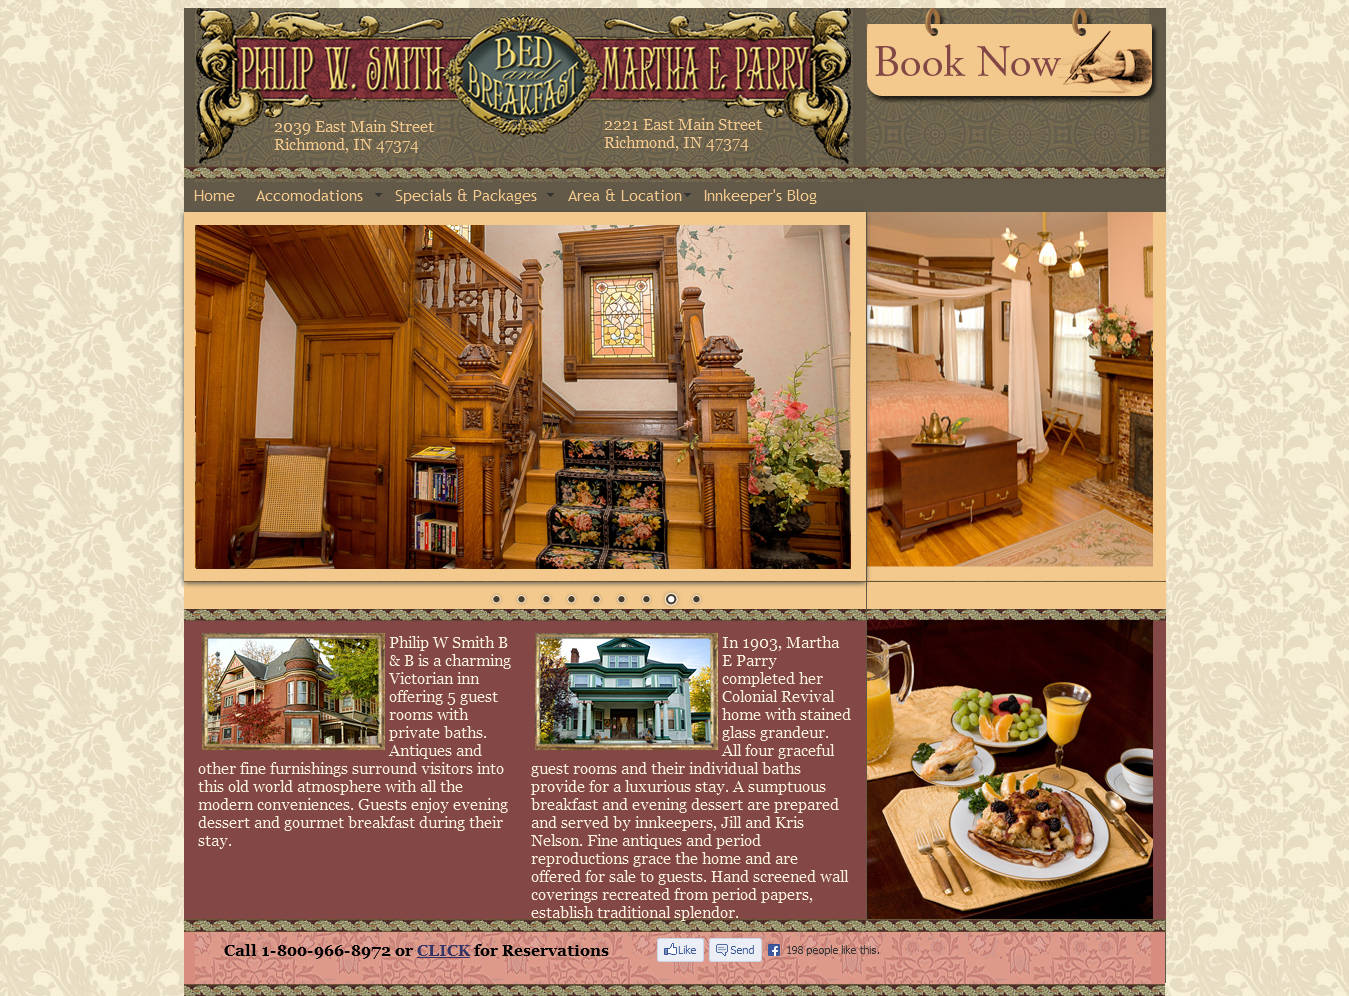 PHILIP W. SMITH BED and BREAKFAST MARTHA E. PARRY
2039 East Main Street
Richmond, IN 47374
2221 East Main Street
Richmond, IN 47374
Book Now
Home Accomodations Specials & Packages Area & Location Innkeeper's Blog
Philip W Smith B
& B is a charming
Victorian inn
offering 5 guest
rooms with
private baths.
Antiques and
other fine furnishings surround visitors into
this old world atmosphere with all the
modern conveniences. Guests enjoy evening
dessert and gourmet breakfast during their
stay.
In 1903, Martha
E Parry
completed her
Colonial Revival
home with stained
glass grandeur.
All four graceful
guest rooms and their individual baths
provide for a luxurious stay. A sumptuous
breakfast and evening dessert are prepared
and served by innkeepers, Jill and Kris
Nelson. Fine antiques and period
reproductions grace the home and are
offered for sale to guests. Hand screened wall
coverings recreated from period papers,
establish traditional splendor.
Call 1-800-966-8972 or CLICK for Reservations
Like Send 198 people like this.